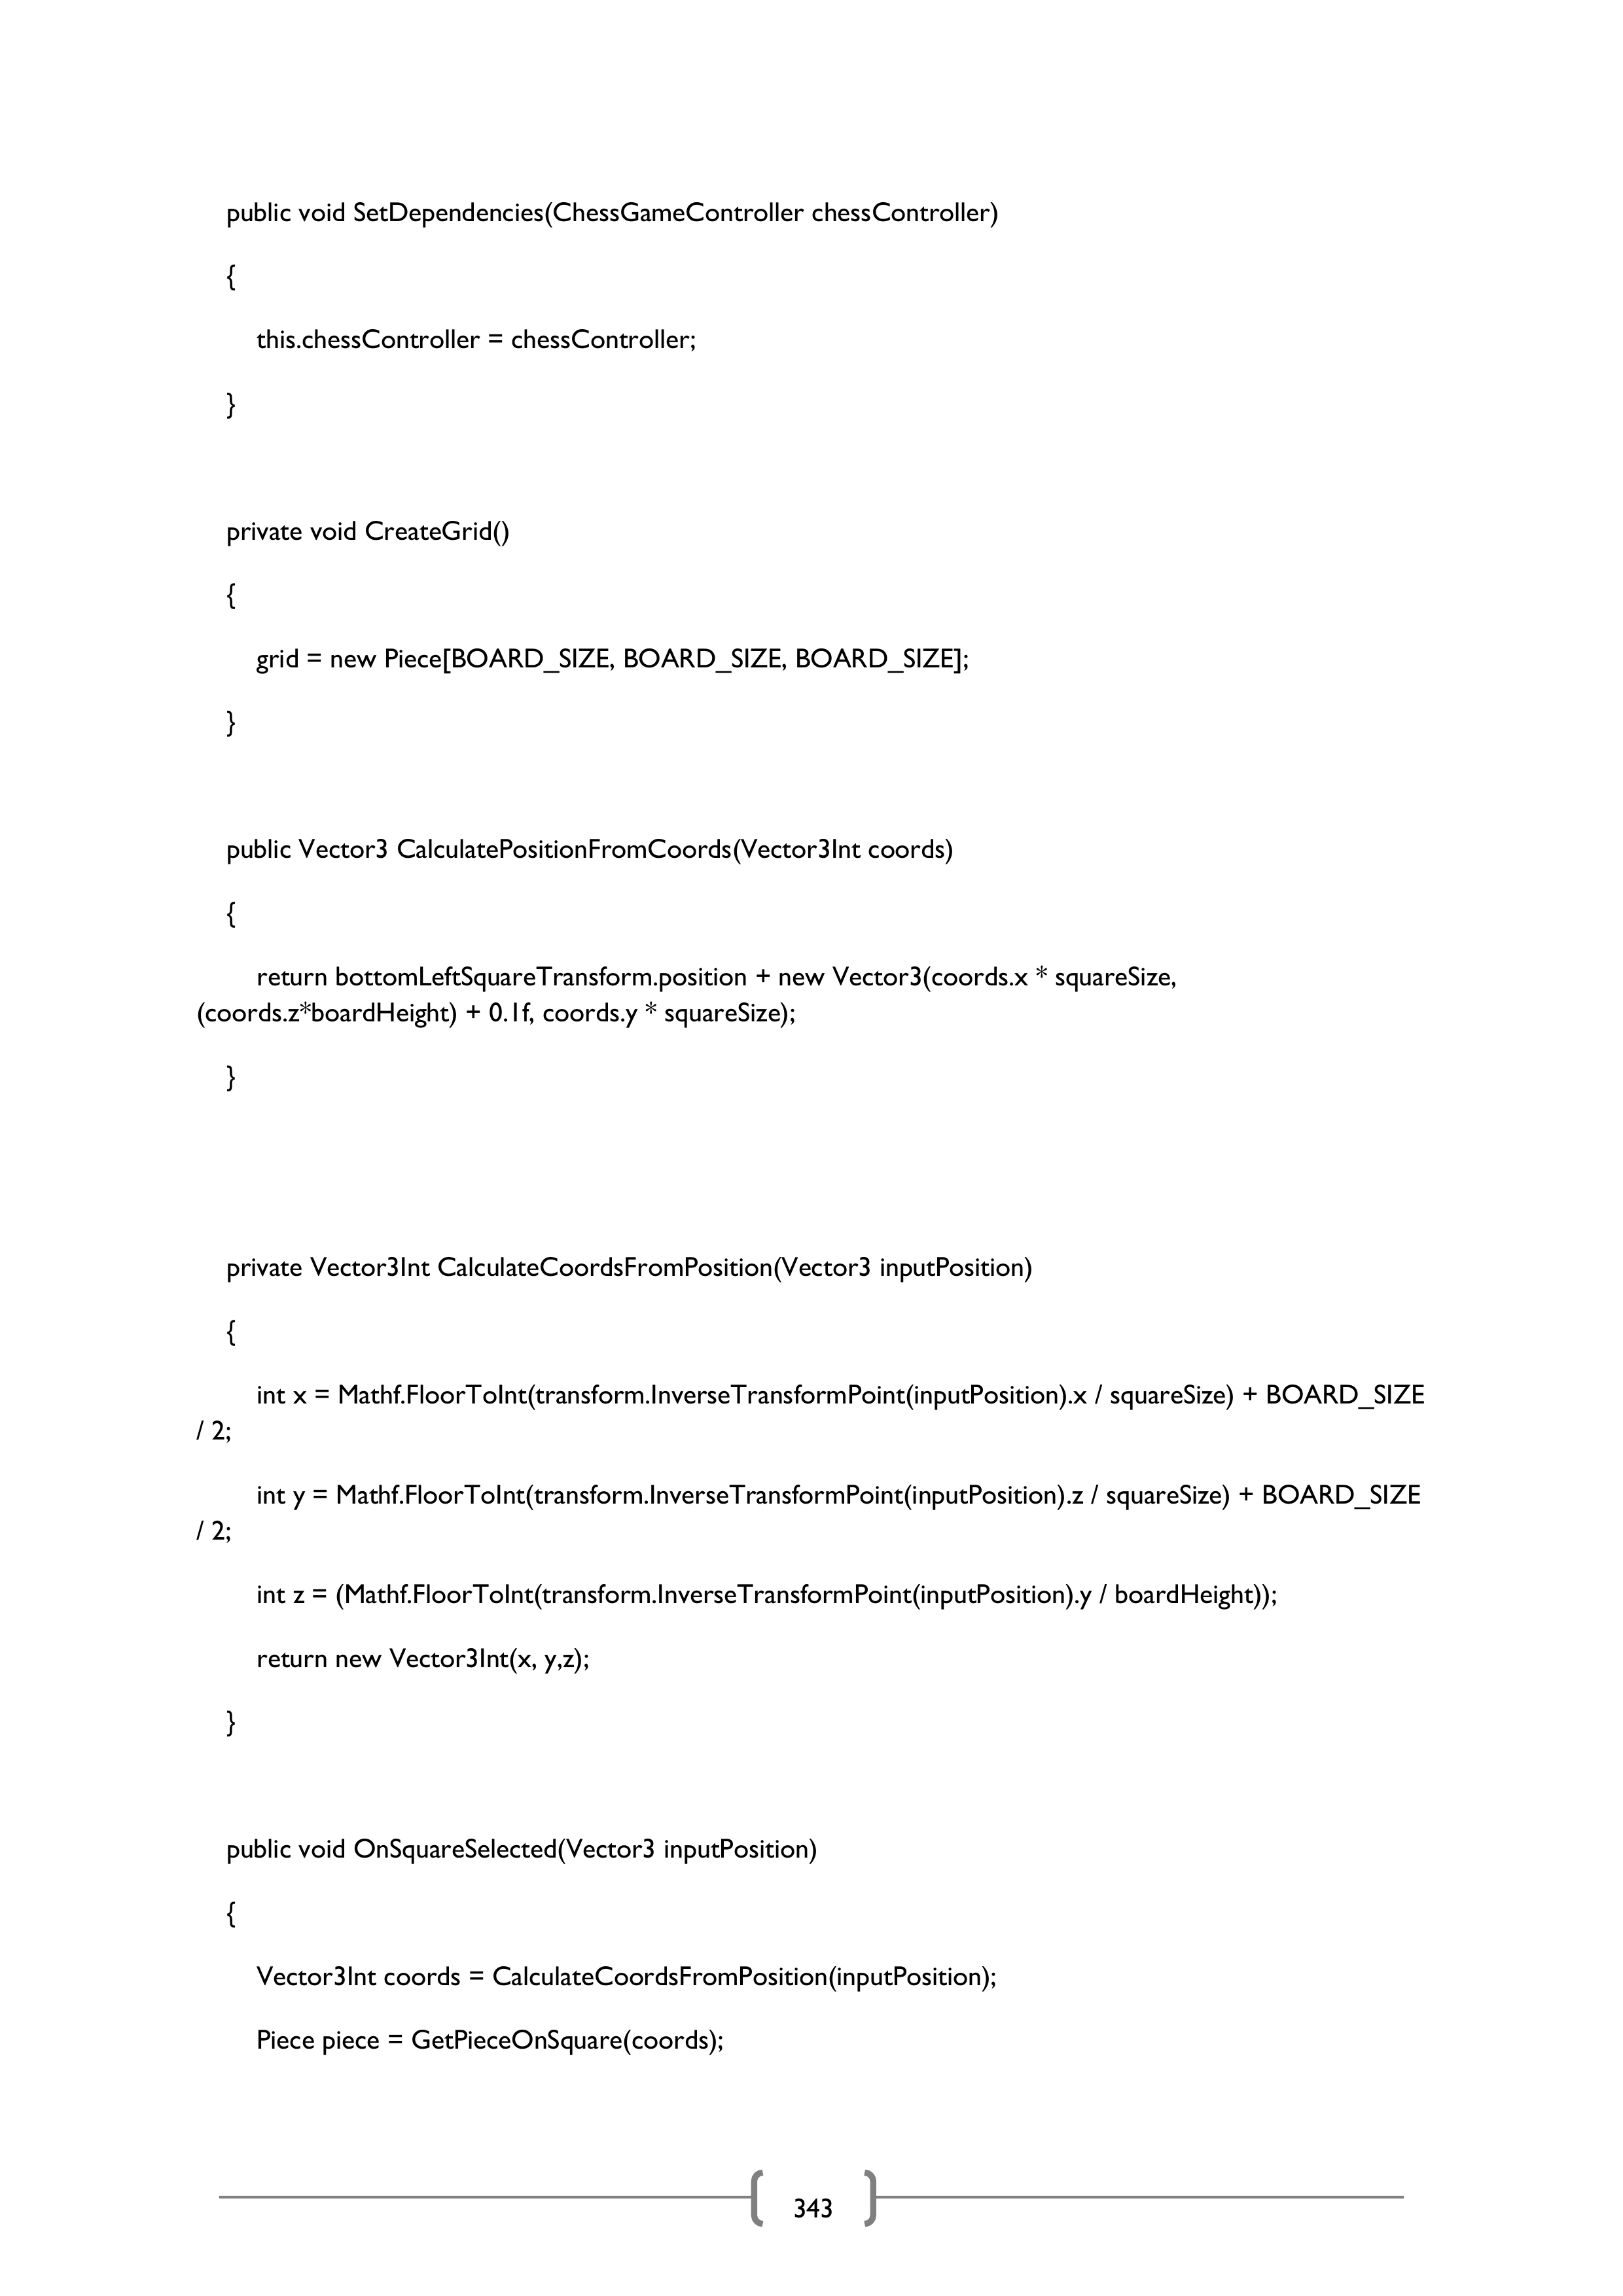 public void SetDependencies(ChessGameController chessController)
{
this.chessController = chessController;
}
private void CreateGrid()
{
grid = new Piece[BOARD_SIZE, BOARD_SIZE, BOARD_SIZE];
}
public Vector3 CalculatePositionFromCoords(Vector3Int coords)
{
return bottomLeftSquareTransform.position + new Vector3(coords.x * squareSize,
(coords.z*boardHeight) + 0.1f, coords.y * squareSize);
}
private Vector3Int CalculateCoordsFromPosition(Vector3 inputPosition)
{
int x = Mathf.FloorToInt(transform.InverseTransformPoint(inputPosition).x / squareSize) + BOARD_SIZE
/ 2;
int y = Mathf.FloorToInt(transform.InverseTransformPoint(inputPosition).z / squareSize) + BOARD_SIZE
/ 2;
int z = (Mathf.FloorToInt(transform.InverseTransformPoint(inputPosition).y / boardHeight));
return new Vector3Int(x, y,z);
}
public void OnSquareSelected(Vector3 inputPosition)
{
Vector3Int coords = CalculateCoordsFromPosition(inputPosition);
Piece piece = GetPieceOnSquare(coords);
343